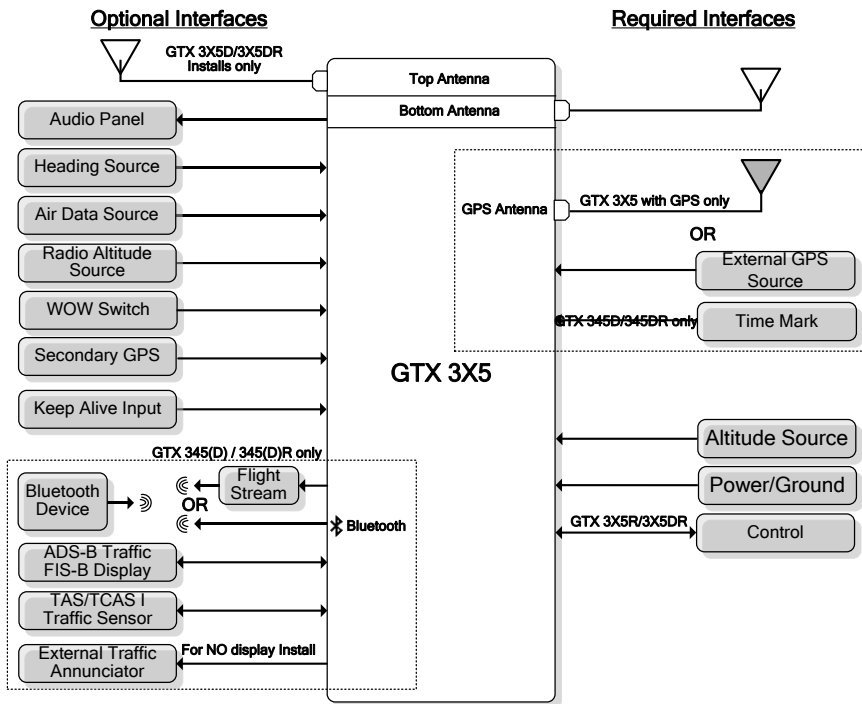 Optional Interfaces
Required Interfaces
GTX 3X5D/3X5DR
Installs only
Top Antenna
Bottom Antenna
Audio Panel
Heading Source
Air Data Source
Radio Altitude
Source
WOW Switch
Secondary GPS
Keep Alive Input
GPS Antenna
GTX 3X5 with GPS only
OR
External GPS
Source
GTX 345D/345DR only
Time Mark
GTX 3X5
Altitude Source
Power/Ground
GTX 3X5R/3X5DR
Control
GTX 345(D) / 345(D)R only
Bluetooth
Device
Flight
Stream
OR
Bluetooth
ADS-B Traffic
FIS-B Display
TAS/TCAS I
Traffic Sensor
External Traffic
Annunciator
For NO display Install